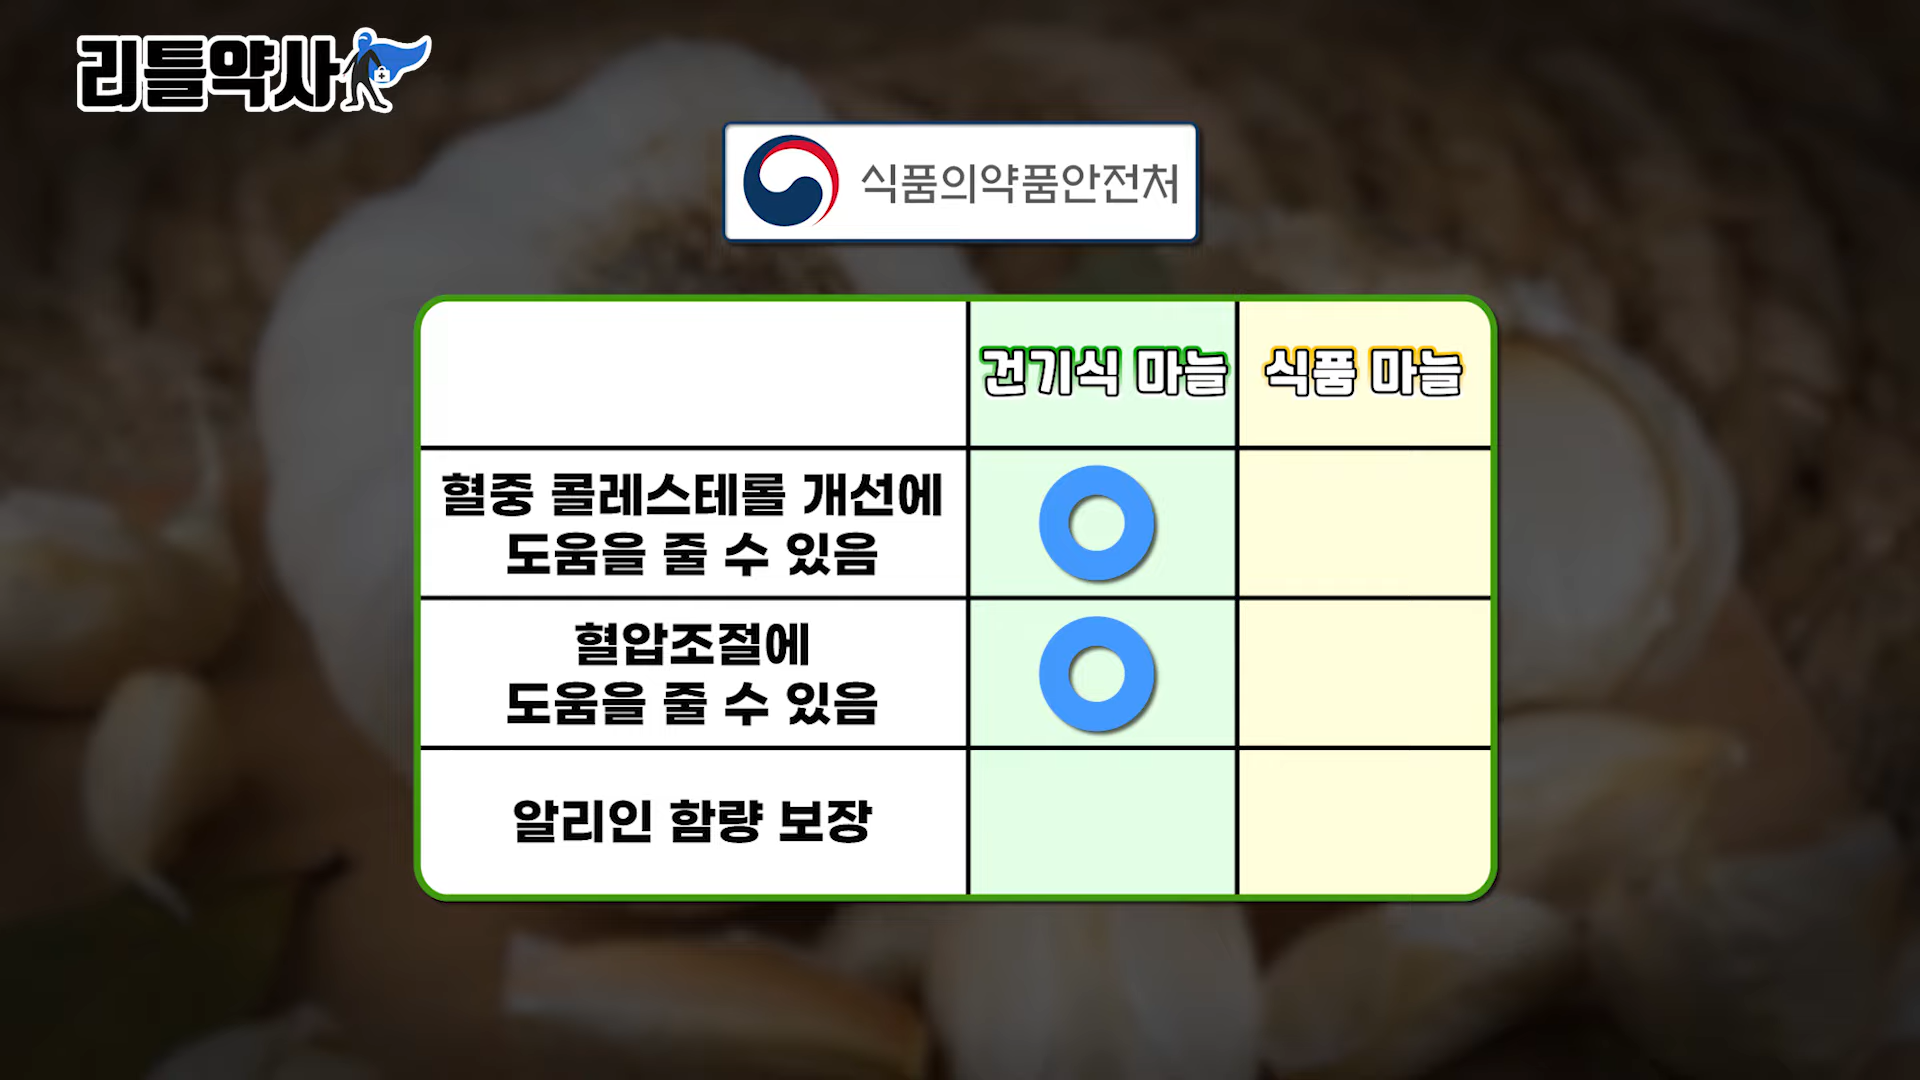 리틀약사
식품의약품안전처
건기식 마늘
식품 마늘
혈중 콜레스테롤 개선에
도움을 줄 수 있음
혈압조절에
도움을 줄 수 있음
알리인 함량 보장